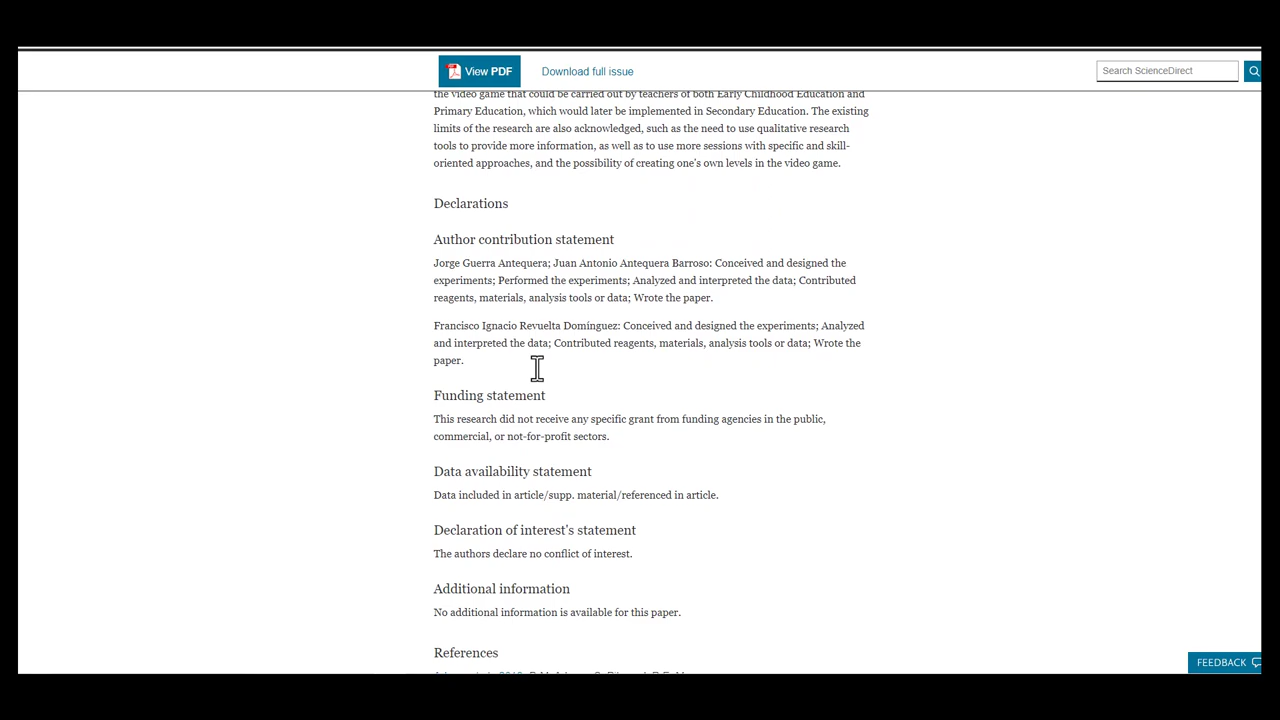 View PDF
Download full issue
Search ScienceDirect
the video game that could be carried out by teachers of both Early Childhood Education and
Primary Education, which would later be implemented in Secondary Education. The existing
limits of the research are also acknowledged, such as the need to use qualitative research
tools to provide more information, as well as to use more sessions with specific and skill-
oriented approaches, and the possibility of creating one's own levels in the video game.
Declarations
Author contribution statement
Jorge Guerra Antequera; Juan Antonio Antequera Barroso: Conceived and designed the
experiments; Performed the experiments; Analyzed and interpreted the data; Contributed
reagents, materials, analysis tools or data; Wrote the paper.
Francisco Ignacio Revuelta Domínguez: Conceived and designed the experiments; Analyzed
and interpreted the data; Contributed reagents, materials, analysis tools or data; Wrote the
paper.
Funding statement
This research did not receive any specific grant from funding agencies in the public,
commercial, or not-for-profit sectors.
Data availability statement
Data included in article/supp. material/referenced in article.
Declaration of interest's statement
The authors declare no conflict of interest.
Additional information
No additional information is available for this paper.
References
FEEDBACK